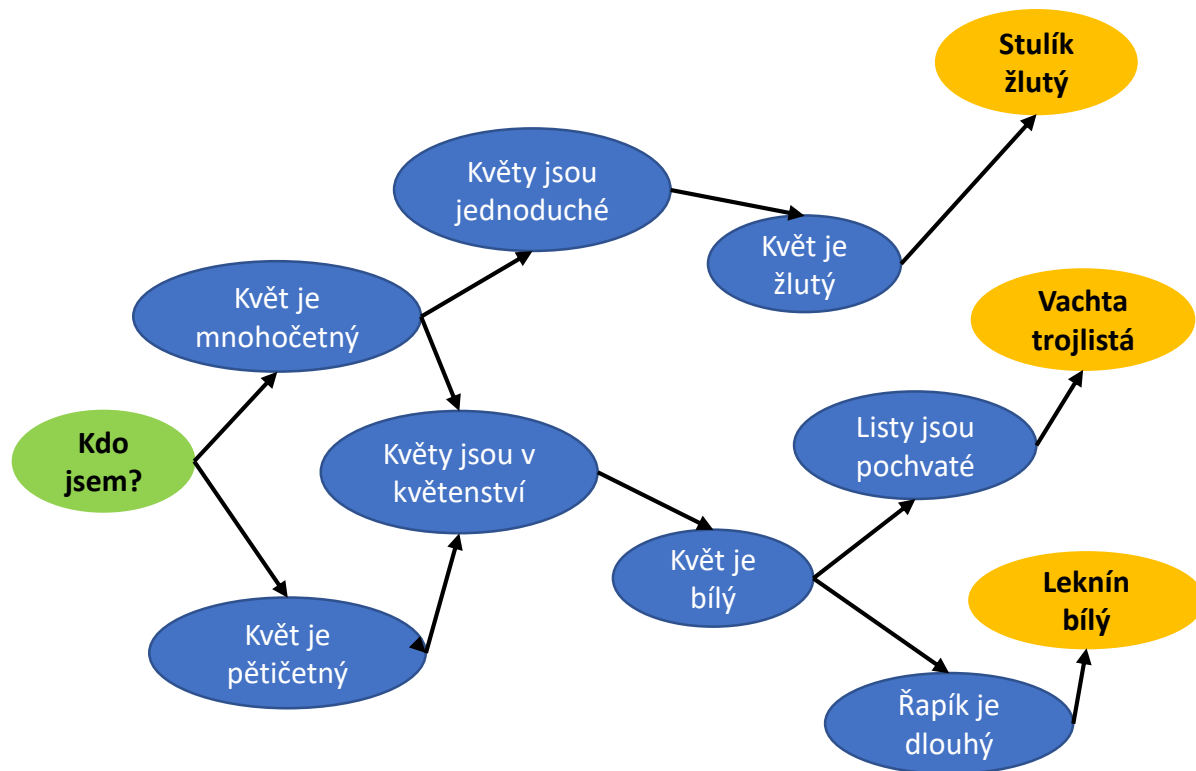 Stulík
žlutý
Květy jsou
jednoduché
Květ je
žlutý
Květ je
mnohočetný
Vachta
trojlistá
Kdo
jsem?
Květy jsou v
květenství
Listy jsou
pochvaté
Květ je
bílý
Leknín
bílý
Květ je
pětičetný
Řapík je
dlouhý